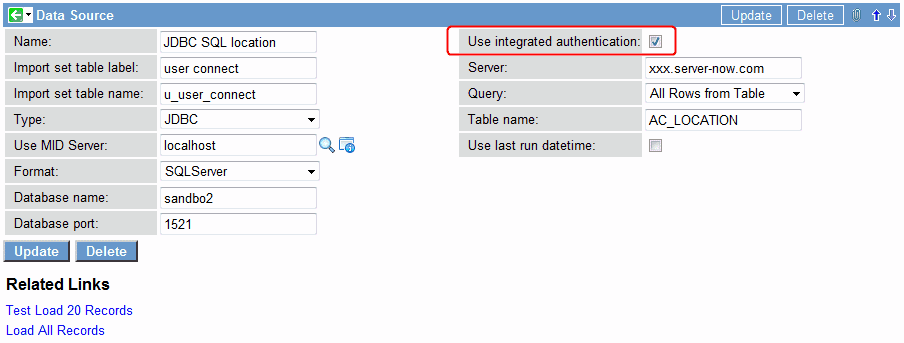 Data Source
Update Delete
Name: JDBC SQL location
Use integrated authentication:
Import set table label: user connect
Server: xxx.server-now.com
Import set table name: u_user_connect
Query: All Rows from Table
Type: JDBC
Table name: AC_LOCATION
Use MID Server: localhost
Use last run datetime:
Format: SQLServer
Database name: sandbo2
Database port: 1521
Update Delete
Related Links
Test Load 20 Records
Load All Records